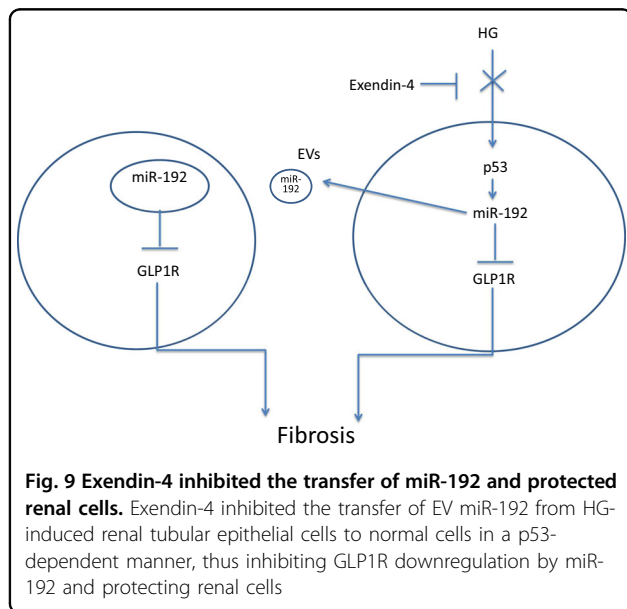 HG
Exendin-4
EVs
p53
miR-192
miR-
192
miR-192
GLP1R
GLP1R
Fibrosis
Fig. 9 Exendin-4 inhibited the transfer of miR-192 and protected
renal cells. Exendin-4 inhibited the transfer of EV miR-192 from HG-
induced renal tubular epithelial cells to normal cells in a p53-
dependent manner, thus inhibiting GLP1R downregulation by miR-
192 and protecting renal cells